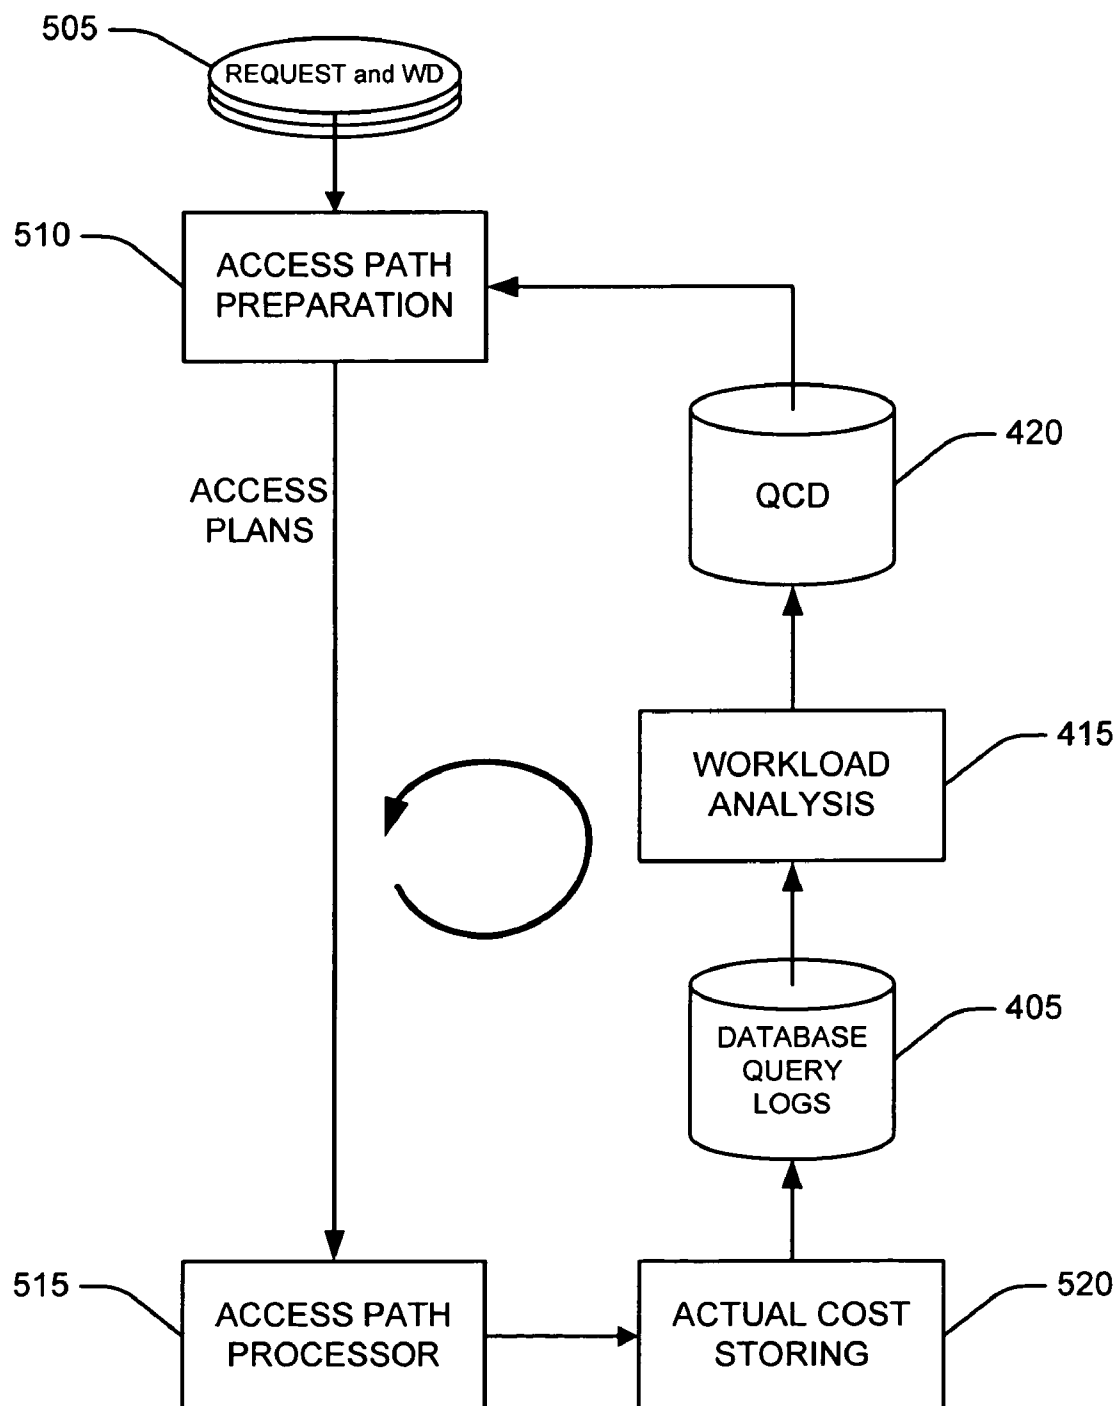 505
REQUEST and WD
510
ACCESS PATH
PREPARATION
420
QCD
ACCESS
PLANS
415
WORKLOAD
ANALYSIS
405
DATABASE
QUERY
LOGS
515
ACCESS PATH
PROCESSOR
520
ACTUAL COST
STORING